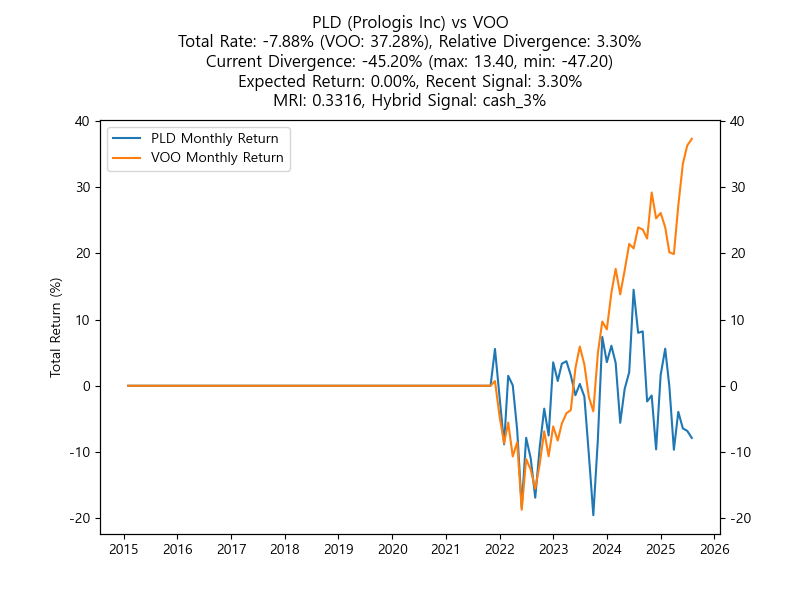 PLD (Prologis Inc) vs VOO
Total Rate: -7.88% (VOO: 37.28%), Relative Divergence: 3.30%
Current Divergence: -45.20% (max: 13.40, min: -47.20)
Expected Return: 0.00%, Recent Signal: 3.30%
MRI: 0.3316, Hybrid Signal: cash_3%
PLD Monthly Return
VOO Monthly Return
Total Return (%)
40
30
20
10
0
-10
-20
40
30
20
10
0
-10
-20
2015 2016 2017 2018 2019 2020 2021 2022 2023 2024 2025 2026